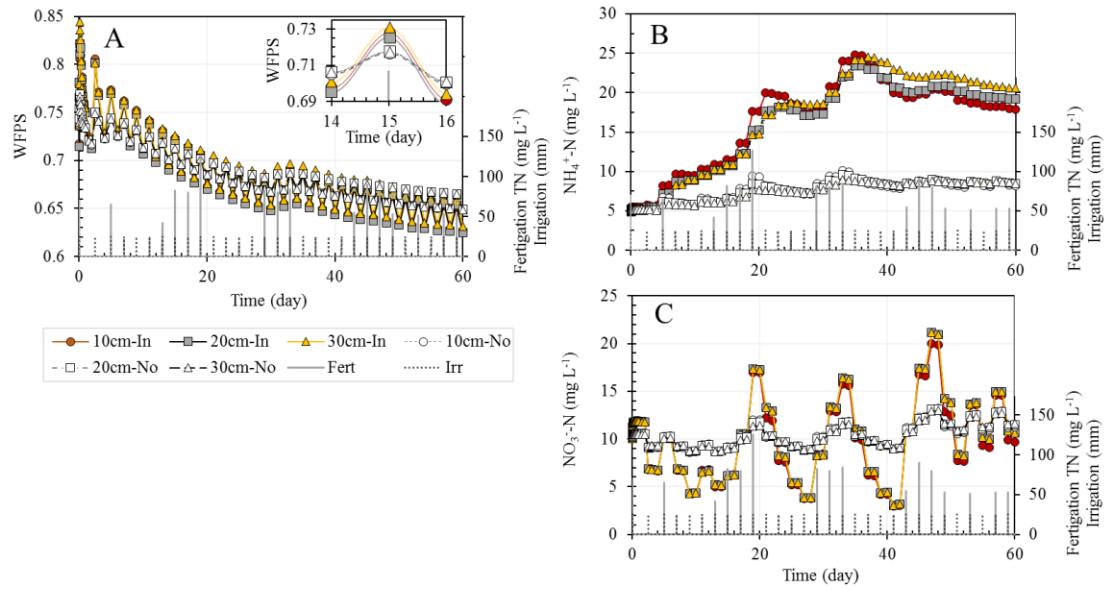 A
WFPS
0.85
0.8
0.75
0.7
0.65
0.6
0 20 40 60
Time (day)
150
100
50
0
Fertigation TN (mg L-1)
Irrigation (mm)
WFPS
0.73
0.71
0.69
14 15 16
Time (day)
10cm-In 20cm-In 30cm-In 10cm-No
20cm-No 30cm-No Fert Irr
B
NH4+-N (mg L-1)
30
25
20
15
10
5
0
0 20 40 60
150
100
50
0
Fertigation TN (mg L-1)
Irrigation (mm)
C
NO3-N (mg L-1)
25
20
15
10
5
0
0 20 40 60
Time (day)
150
100
50
0
Fertigation TN (mg L-1)
Irrigation (mm)